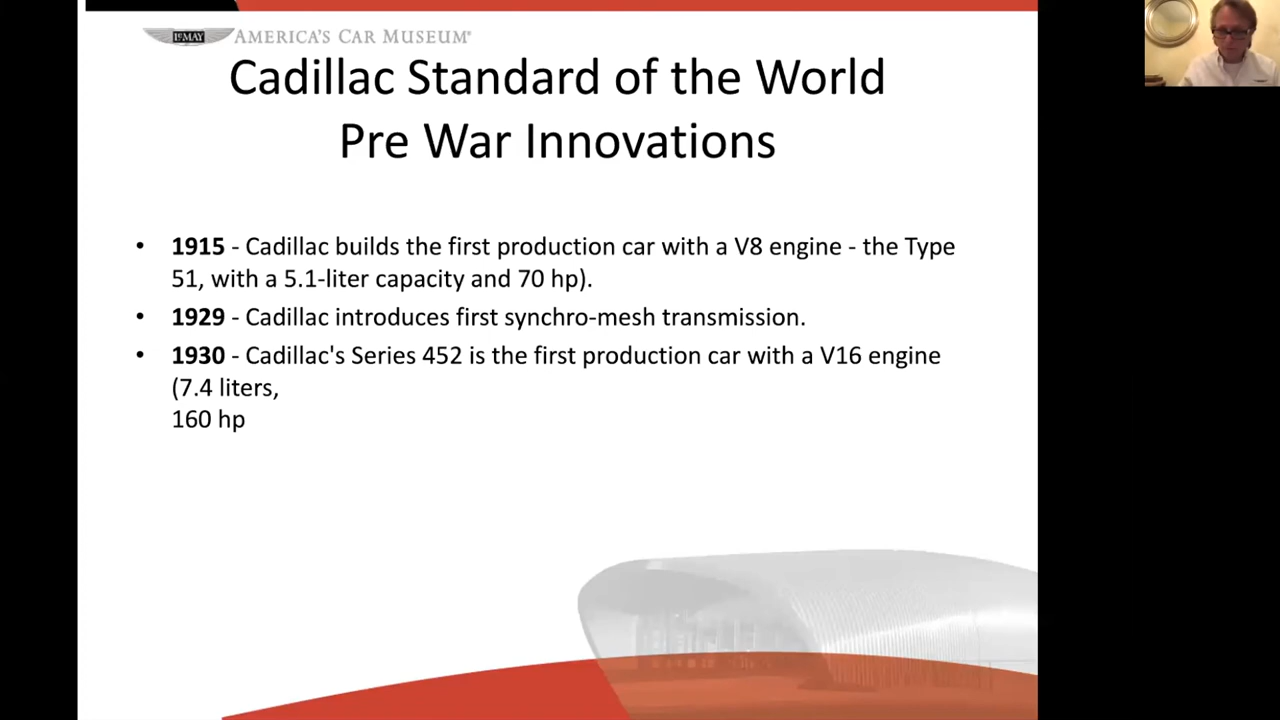 LeMAY AMERICA'S CAR MUSEUM®
Cadillac Standard of the World
Pre War Innovations
• 1915 - Cadillac builds the first production car with a V8 engine - the Type
51, with a 5.1-liter capacity and 70 hp).
• 1929 - Cadillac introduces first synchro-mesh transmission.
• 1930 - Cadillac's Series 452 is the first production car with a V16 engine
(7.4 liters,
160 hp